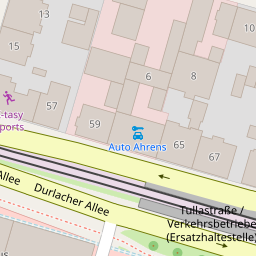 13
10
15
6
8
-tasy
ports
57
59
Auto Ahrens
65
67
Allee
Durlacher Allee
Tullastraße /
Verkehrsbetriebe
(Ersatzhaltestelle)